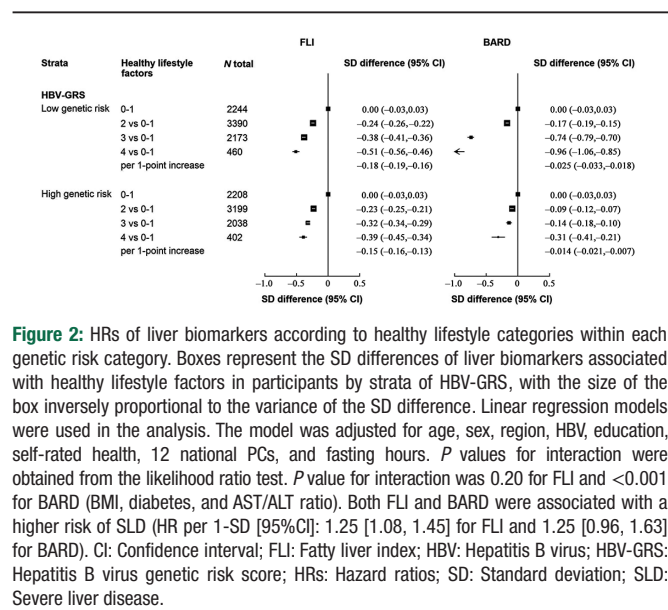 FLI BARD
Strata Healthy lifestyle factors N total SD difference (95% CI) SD difference (95% CI)
HBV-GRS
Low genetic risk 0-1 2244 0.00 (−0.03,0.03) 0.00 (−0.03,0.03)
2 vs 0-1 3390 −0.24 (−0.26,−0.22) −0.17 (−0.19,−0.15)
3 vs 0-1 2173 −0.38 (−0.41,−0.36) −0.74 (−0.79,−0.70)
4 vs 0-1 460 −0.51 (−0.56,−0.46) −0.96 (−1.06,−0.85)
per 1-point increase −0.18 (−0.19,−0.16) −0.025 (−0.033,−0.018)
High genetic risk 0-1 2208 0.00 (−0.03,0.03) 0.00 (−0.03,0.03)
2 vs 0-1 3199 −0.23 (−0.25,−0.21) −0.09 (−0.12,−0.07)
3 vs 0-1 2038 −0.32 (−0.34,−0.29) −0.14 (−0.18,−0.10)
4 vs 0-1 402 −0.39 (−0.45,−0.34) −0.31 (−0.41,−0.21)
per 1-point increase −0.15 (−0.16,−0.13) −0.014 (−0.021,−0.007)
−1.0 −0.5 0 0.5 −1.0 −0.5 0 0.5
SD difference (95% CI) SD difference (95% CI)
Figure 2: HRs of liver biomarkers according to healthy lifestyle categories within each
genetic risk category. Boxes represent the SD differences of liver biomarkers associated
with healthy lifestyle factors in participants by strata of HBV-GRS, with the size of the
box inversely proportional to the variance of the SD difference. Linear regression models
were used in the analysis. The model was adjusted for age, sex, region, HBV, education,
self-rated health, 12 national PCs, and fasting hours. P values for interaction were
obtained from the likelihood ratio test. P value for interaction was 0.20 for FLI and <0.001
for BARD (BMI, diabetes, and AST/ALT ratio). Both FLI and BARD were associated with a
higher risk of SLD (HR per 1-SD [95%CI]: 1.25 [1.08, 1.45] for FLI and 1.25 [0.96, 1.63]
for BARD). CI: Confidence interval; FLI: Fatty liver index; HBV: Hepatitis B virus; HBV-GRS:
Hepatitis B virus genetic risk score; HRs: Hazard ratios; SD: Standard deviation; SLD:
Severe liver disease.